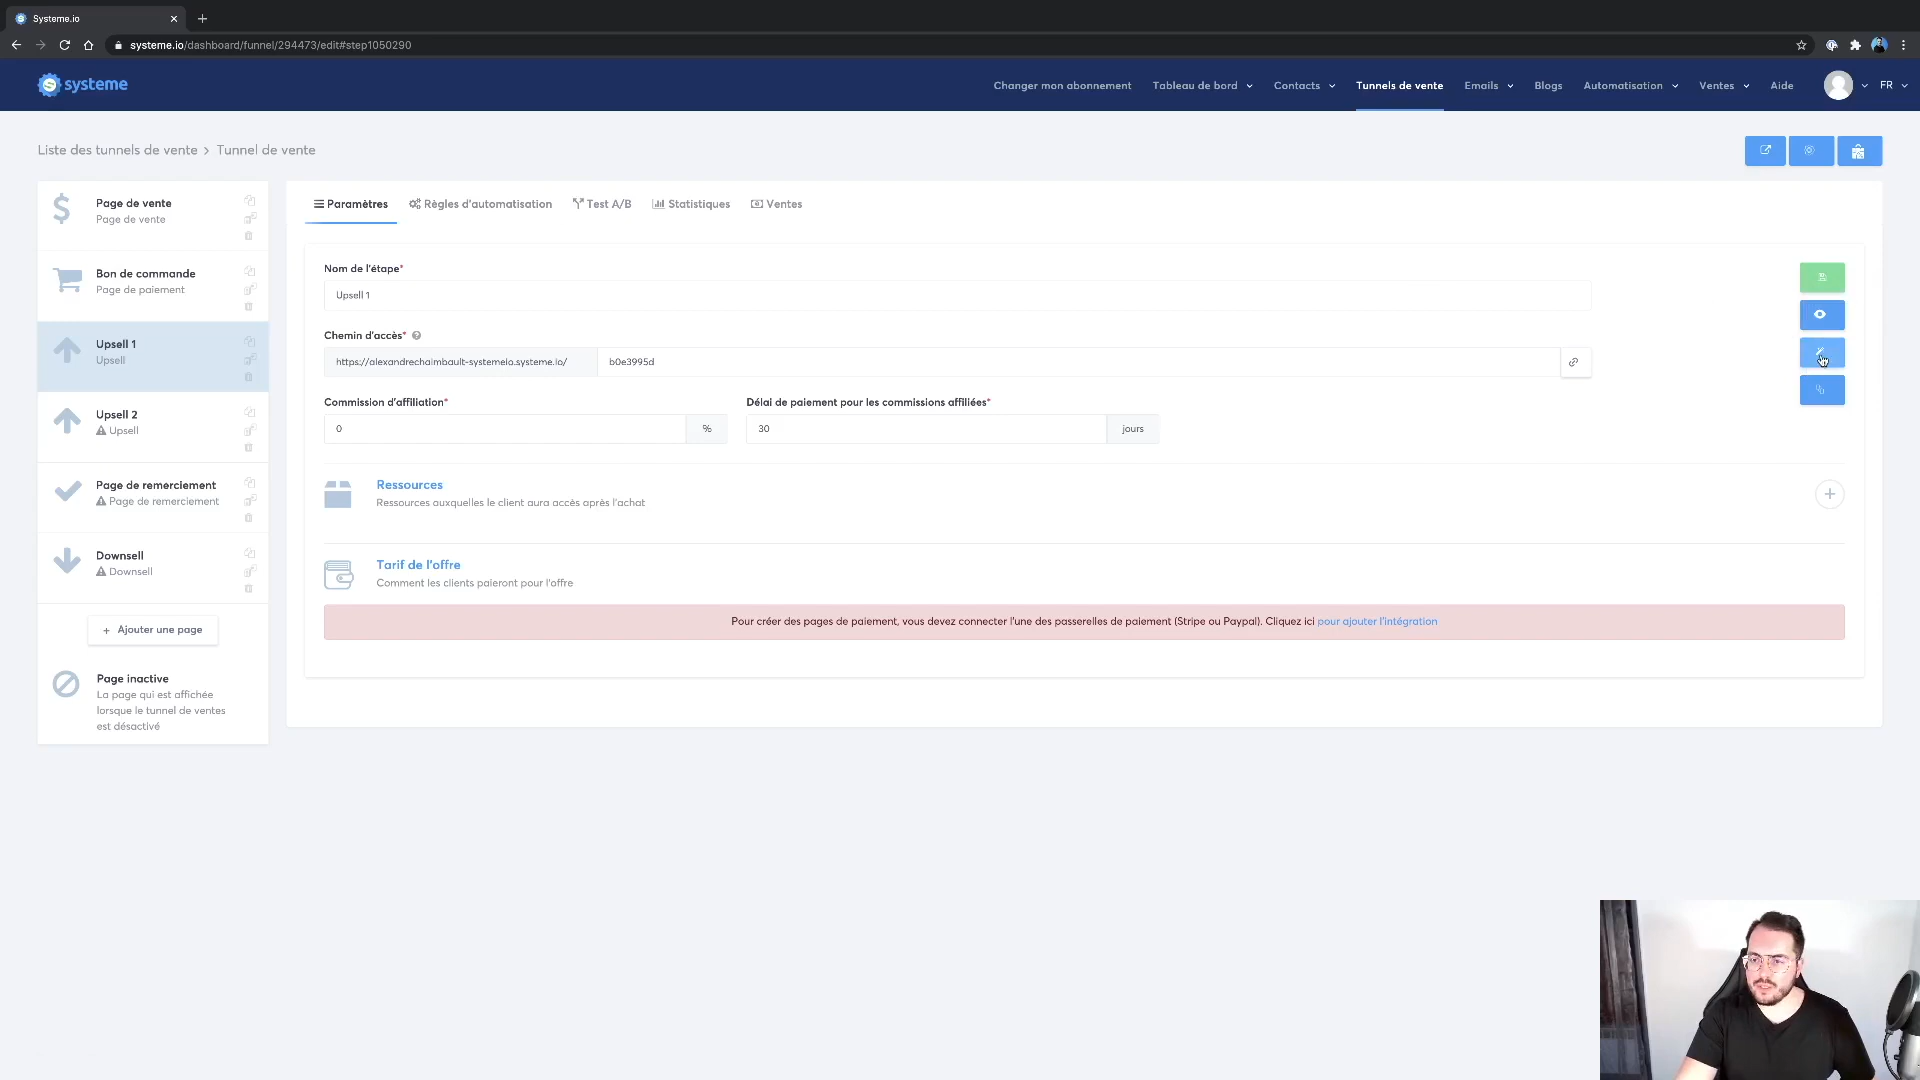 Systeme.io
systeme.io/dashboard/funnel/294473/edit#step1050290
systeme
Changer mon abonnement
Tableau de bord
Contacts
Tunnels de vente
Emails
Blogs
Automatisation
Ventes
Aide
FR
Liste des tunnels de vente > Tunnel de vente
Page de vente
Page de vente
Bon de commande
Page de paiement
Upsell 1
Upsell
Upsell 2
Upsell
Page de remerciement
Page de remerciement
Downsell
Downsell
+ Ajouter une page
Page inactive
La page qui est affichée
lorsque le tunnel de ventes
est désactivé
Paramètres
Règles d'automatisation
Test A/B
Statistiques
Ventes
Nom de l'étape*
Upsell 1
Chemin d'accès*
https://alexandrechaimbault-systemeio.systeme.io/
b0e3995d
Commission d'affiliation*
0
%
Délai de paiement pour les commissions affiliées*
30
jours
Ressources
Ressources auxquelles le client aura accès après l'achat
Tarif de l'offre
Comment les clients paieront pour l'offre
Pour créer des pages de paiement, vous devez connecter l'une des passerelles de paiement (Stripe ou Paypal). Cliquez ici pour ajouter l'intégration